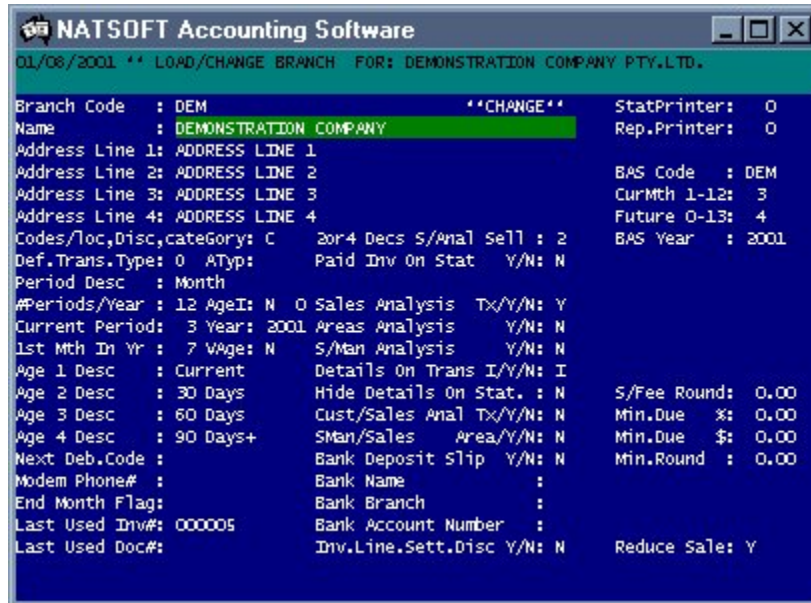 NATSOFT Accounting Software
01/08/2001 ** LOAD/CHANGE BRANCH FOR: DEMONSTRATION COMPANY PTY.LTD.
Branch Code : DEM **CHANGE** StatPrinter: 0
Name : DEMONSTRATION COMPANY Rep.Printer: 0
Address Line 1: ADDRESS LINE 1
Address Line 2: ADDRESS LINE 2 BAS Code : DEM
Address Line 3: ADDRESS LINE 3 CurMth 1-12: 3
Address Line 4: ADDRESS LINE 4 Future 0-13: 4
Codes/loc,Disc,cateGory: C 2or4 Decs S/Anal Sell : 2 BAS Year : 2001
Def.Trans.Type: 0 ATyp: Paid Inv On Stat Y/N: N
Period Desc : Month
#Periods/Year : 12 AgeI: N 0 Sales Analysis Tx/Y/N: Y
Current Period: 3 Year: 2001 Areas Analysis Y/N: N
1st Mth In Yr : 7 VAge: N S/Man Analysis Y/N: N
Age 1 Desc : Current Details On Trans I/Y/N: I
Age 2 Desc : 30 Days Hide Details On Stat. : N S/Fee Round: 0.00
Age 3 Desc : 60 Days Cust/Sales Anal Tx/Y/N: N Min.Due %: 0.00
Age 4 Desc : 90 Days+ SMan/Sales Area/Y/N: N Min.Due $: 0.00
Next Deb.Code : Bank Deposit Slip Y/N: N Min.Round : 0.00
Modem Phone# : Bank Name :
End Month Flag: Bank Branch :
Last Used Inv#: 000005 Bank Account Number :
Last Used Doc#: Inv.Line.Sett.Disc Y/N: N Reduce Sale: Y